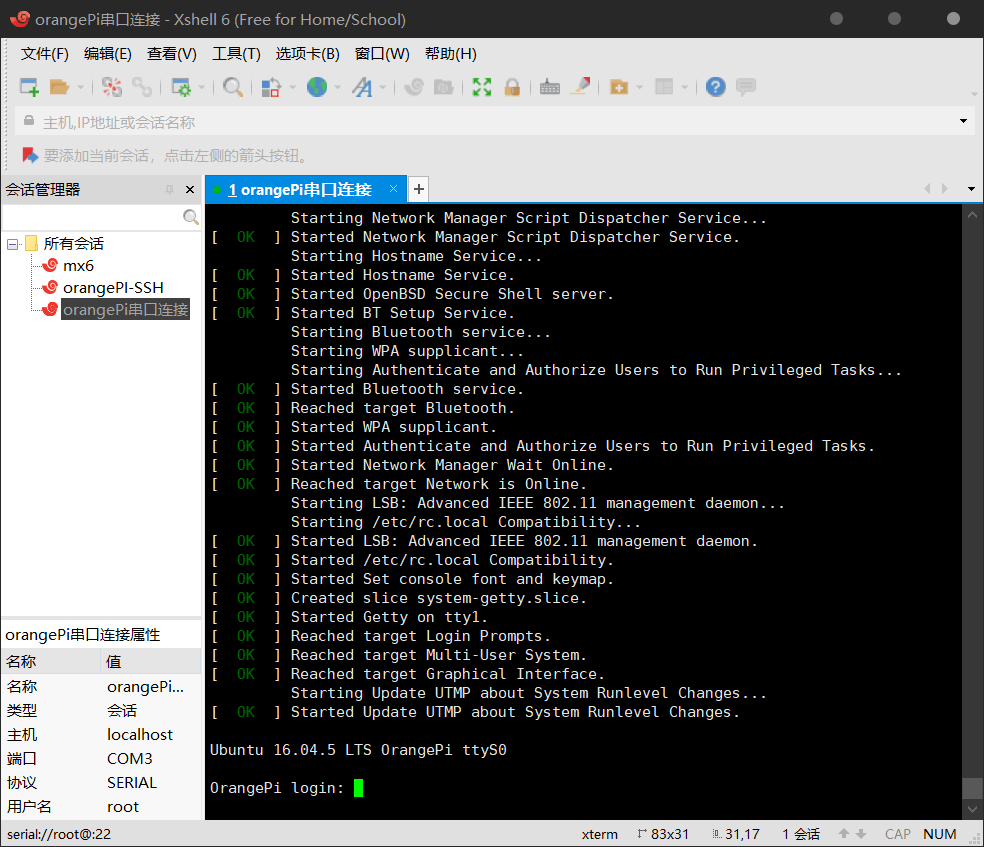 orangePi串口连接 - Xshell 6 (Free for Home/School)
文件(F) 编辑(E) 查看(V) 工具(T) 选项卡(B) 窗口(W) 帮助(H)
主机,IP地址或会话名称
要添加当前会话，点击左侧的箭头按钮。
会话管理器
1 orangePi串口连接
所有会话
mx6
orangePI-SSH
orangePi串口连接
orangePi串口连接属性
名称 值
名称 orangePi...
类型 会话
主机 localhost
端口 COM3
协议 SERIAL
用户名 root
Starting Network Manager Script Dispatcher Service...
[ OK ] Started Network Manager Script Dispatcher Service.
Starting Hostname Service...
[ OK ] Started Hostname Service.
[ OK ] Started OpenBSD Secure Shell server.
[ OK ] Started BT Setup Service.
Starting Bluetooth service...
Starting WPA supplicant...
Starting Authenticate and Authorize Users to Run Privileged Tasks...
[ OK ] Started Bluetooth service.
[ OK ] Reached target Bluetooth.
[ OK ] Started WPA supplicant.
[ OK ] Started Authenticate and Authorize Users to Run Privileged Tasks.
[ OK ] Started Network Manager Wait Online.
[ OK ] Reached target Network is Online.
Starting LSB: Advanced IEEE 802.11 management daemon...
Starting /etc/rc.local Compatibility...
[ OK ] Started LSB: Advanced IEEE 802.11 management daemon.
[ OK ] Started /etc/rc.local Compatibility.
[ OK ] Started Set console font and keymap.
[ OK ] Created slice system-getty.slice.
[ OK ] Started Getty on tty1.
[ OK ] Reached target Login Prompts.
[ OK ] Reached target Multi-User System.
[ OK ] Reached target Graphical Interface.
Starting Update UTMP about System Runlevel Changes...
[ OK ] Started Update UTMP about System Runlevel Changes.
Ubuntu 16.04.5 LTS OrangePi ttyS0
OrangePi login:
serial://root@:22 xterm 83x31 31,17 1 会话 CAP NUM